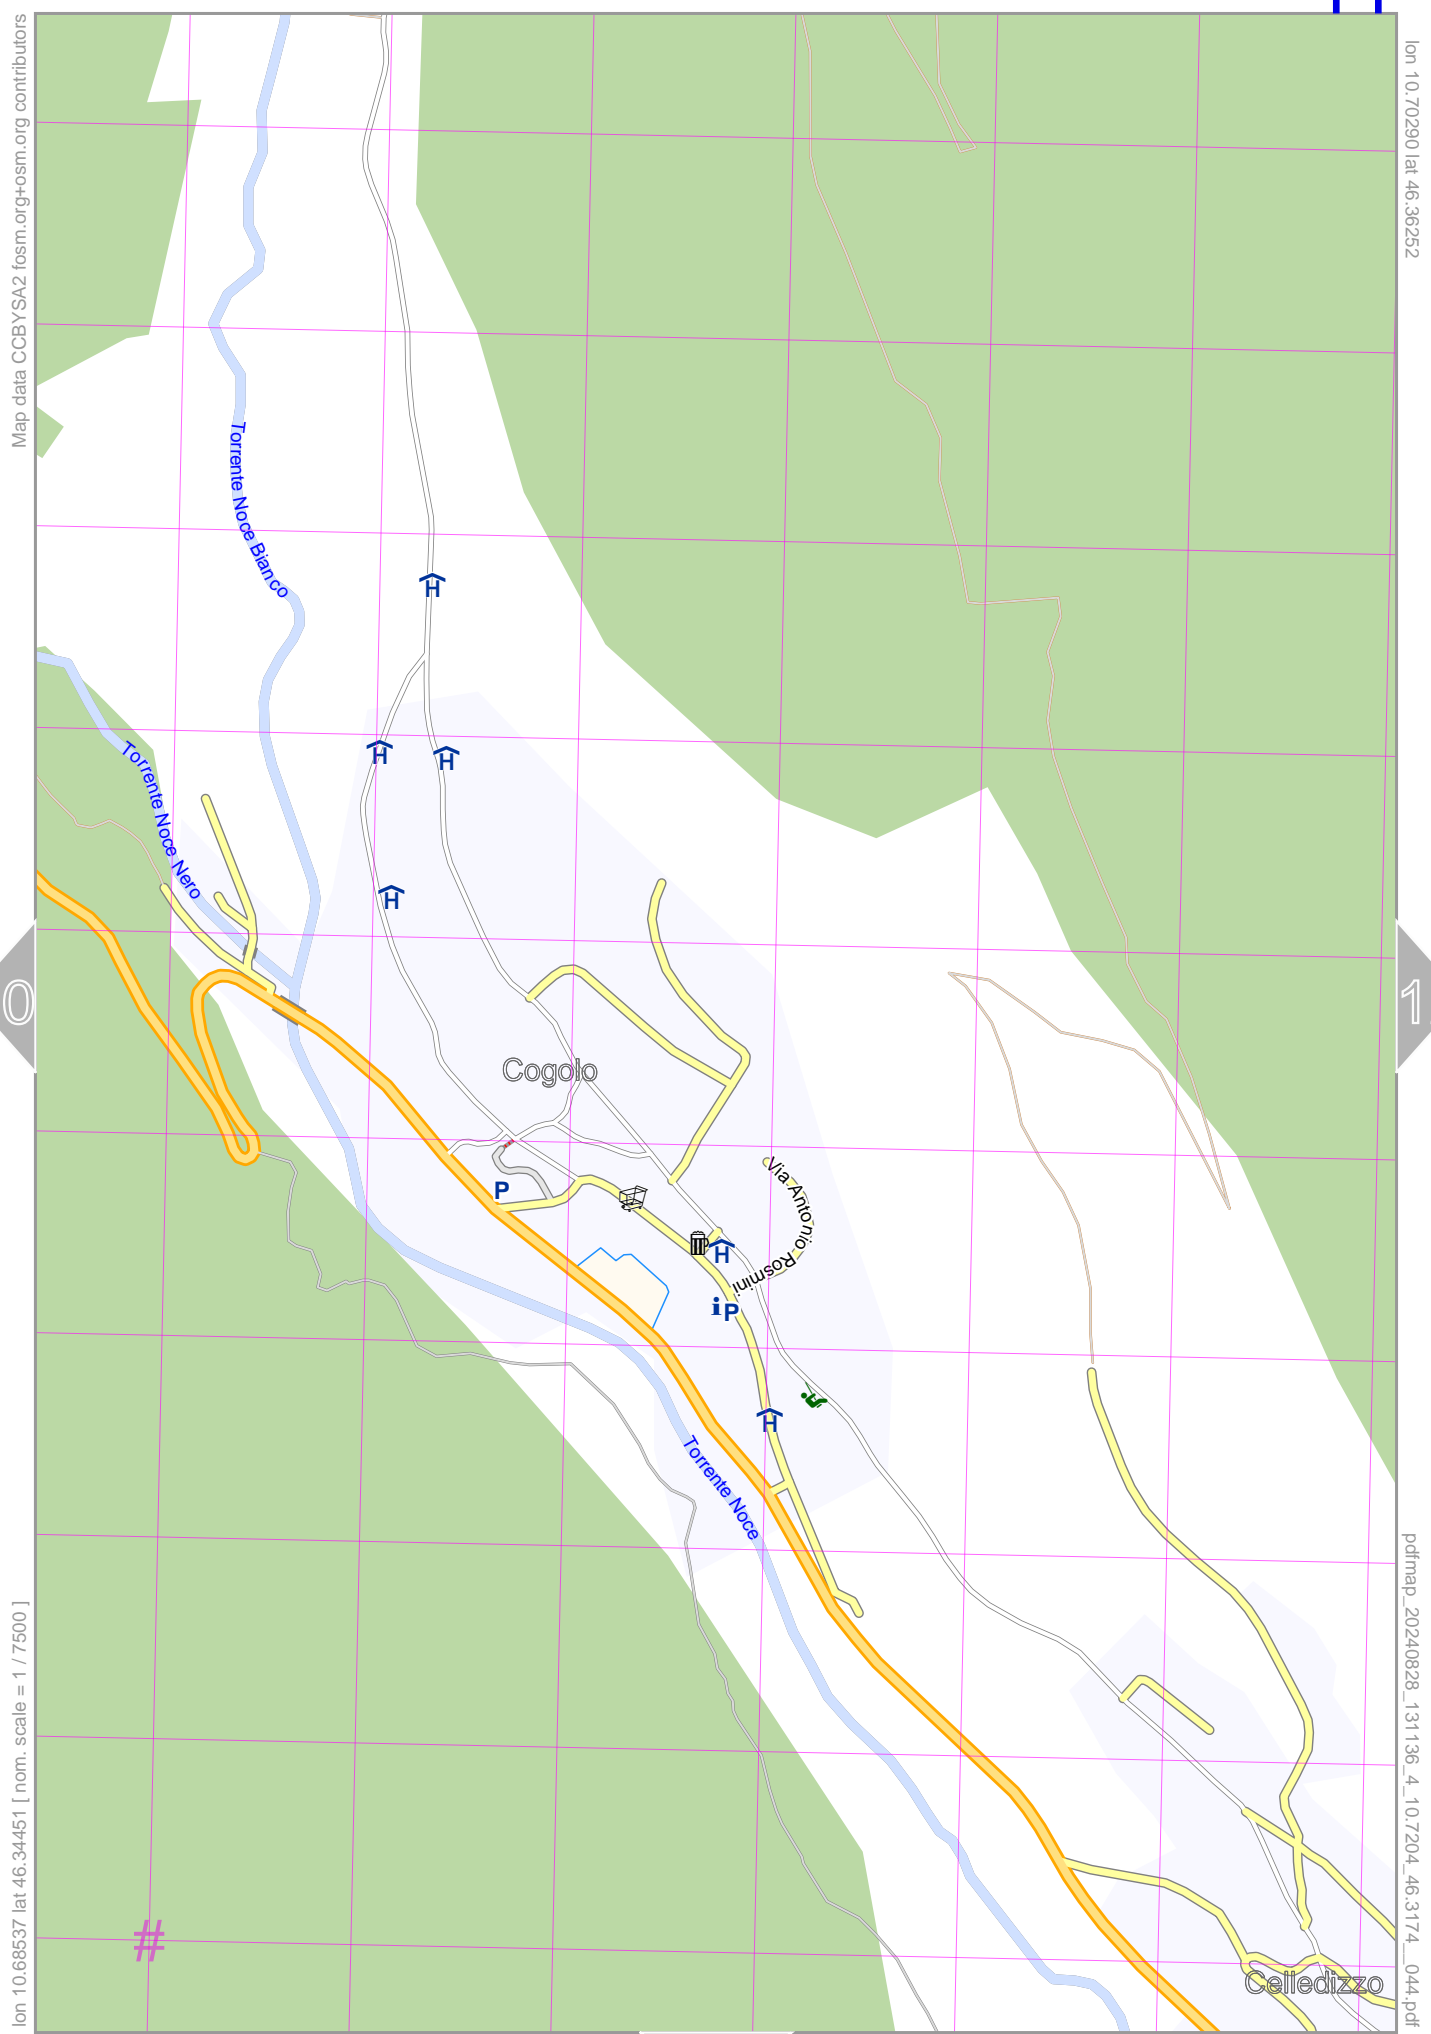 Map data CCBYSA2 fosm.org+osm.org contributors
lon 10.70290 lat 46.36252
Torrente Noce Bianco
H
Torrente Noce Nero
H
H
H
0
1
Cogolo
P
Via Antonio Rosmini
H
i P
H
Torrente Noce
lon 10.68537 lat 46.34451 [ nom. scale = 1 / 7500 ]
pdfmap_20240828_131136_4_10.7204_46.3174__044.pdf
#
Celledizzo